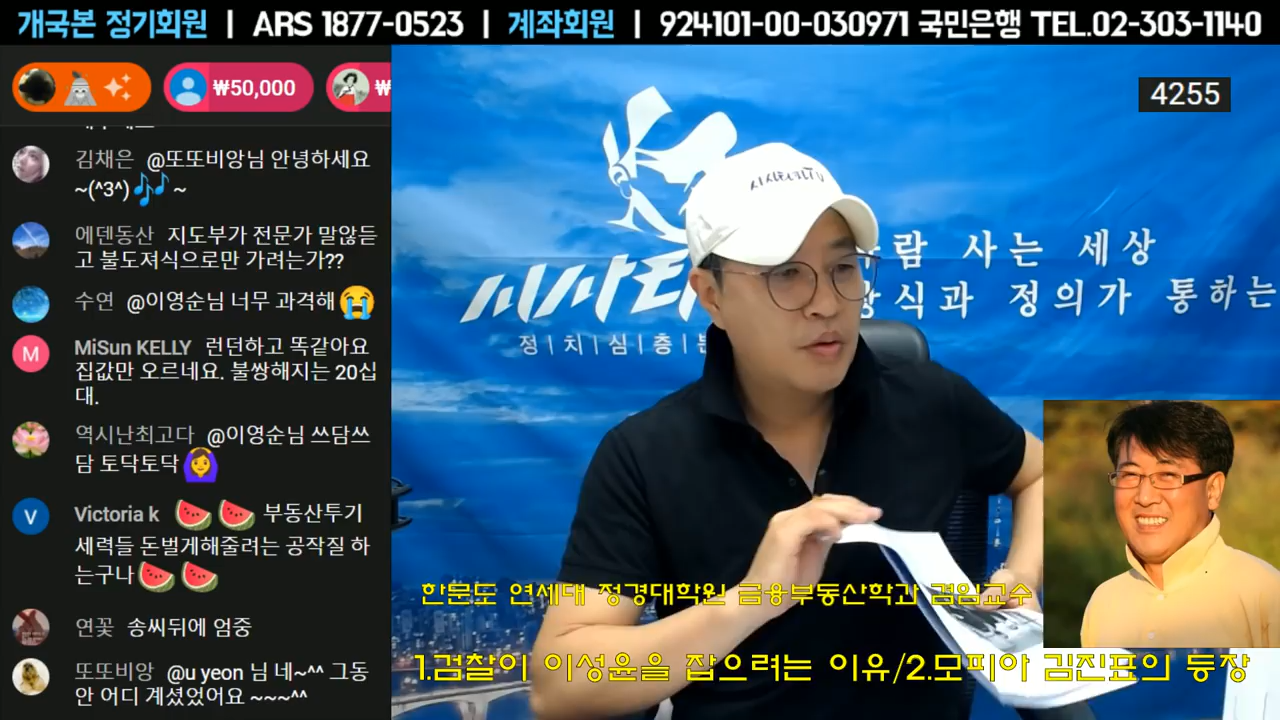 개국본 정기회원 | ARS 1877-0523 | 계좌회원 | 924101-00-030971 국민은행 TEL.02-303-1140
₩50,000
₩
4255
김채은 @또또비앙님 안녕하세요
~(^3^)🎶 ~
에덴동산 지도부가 전문가 말않듣
고 불도져식으로만 가려는가??
수연 @이영순님 너무 과격해😭
M
MiSun KELLY 런던하고 똑같아요
집값만 오르네요. 불쌍해지는 20십
대.
역시난최고다 @이영순님 쓰담쓰
담 토닥토닥🙆‍♀️
V
Victoria k 🍉🍉 부동산투기
세력들 돈벌게해줄려는 공작질 하
는구나🍉🍉
연꽃 송씨뒤에 엄중
또또비앙 @u yeon 님 네~^^ 그동
안 어디 계셨었어요 ~~~^^
시사타
정|치|심|층|분
람 사는 세상
상식과 정의가 통하는
한문도 연세대 정경대학원 금융부동산학과 겸임교수
1.검찰이 이성윤을 잡으려는 이유/2.모피아 김진표의 등장